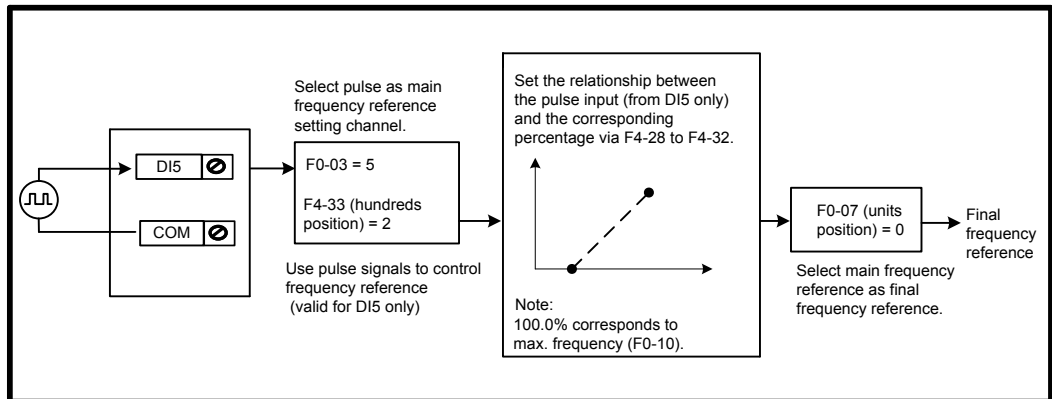 DI5
COM
Select pulse as main
frequency reference
setting channel.
F0-03 = 5
F4-33 (hundreds
position) = 2
Use pulse signals to control
frequency reference
(valid for DI5 only)
Set the relationship between
the pulse input (from DI5 only)
and the corresponding
percentage via F4-28 to F4-32.
Note:
100.0% corresponds to
max. frequency (F0-10).
F0-07 (units
position) = 0
Select main frequency
reference as final
frequency reference.
Final
frequency
reference